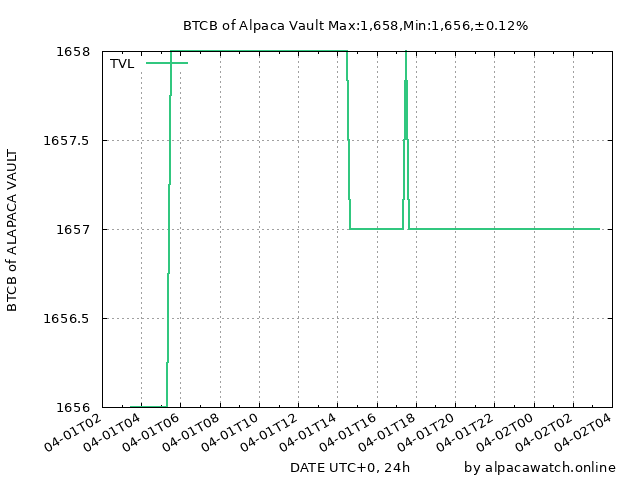 BTCB of Alpaca Vault Max:1,658,Min:1,656,±0.12%
TVL
1658
1657.5
1657
1656.5
1656
BTCB of ALAPACA VAULT
04-01T02
04-01T04
04-01T06
04-01T08
04-01T10
04-01T12
04-01T14
04-01T16
04-01T18
04-01T20
04-01T22
04-02T00
04-02T02
04-02T04
DATE UTC+0, 24h
by alpacawatch.online